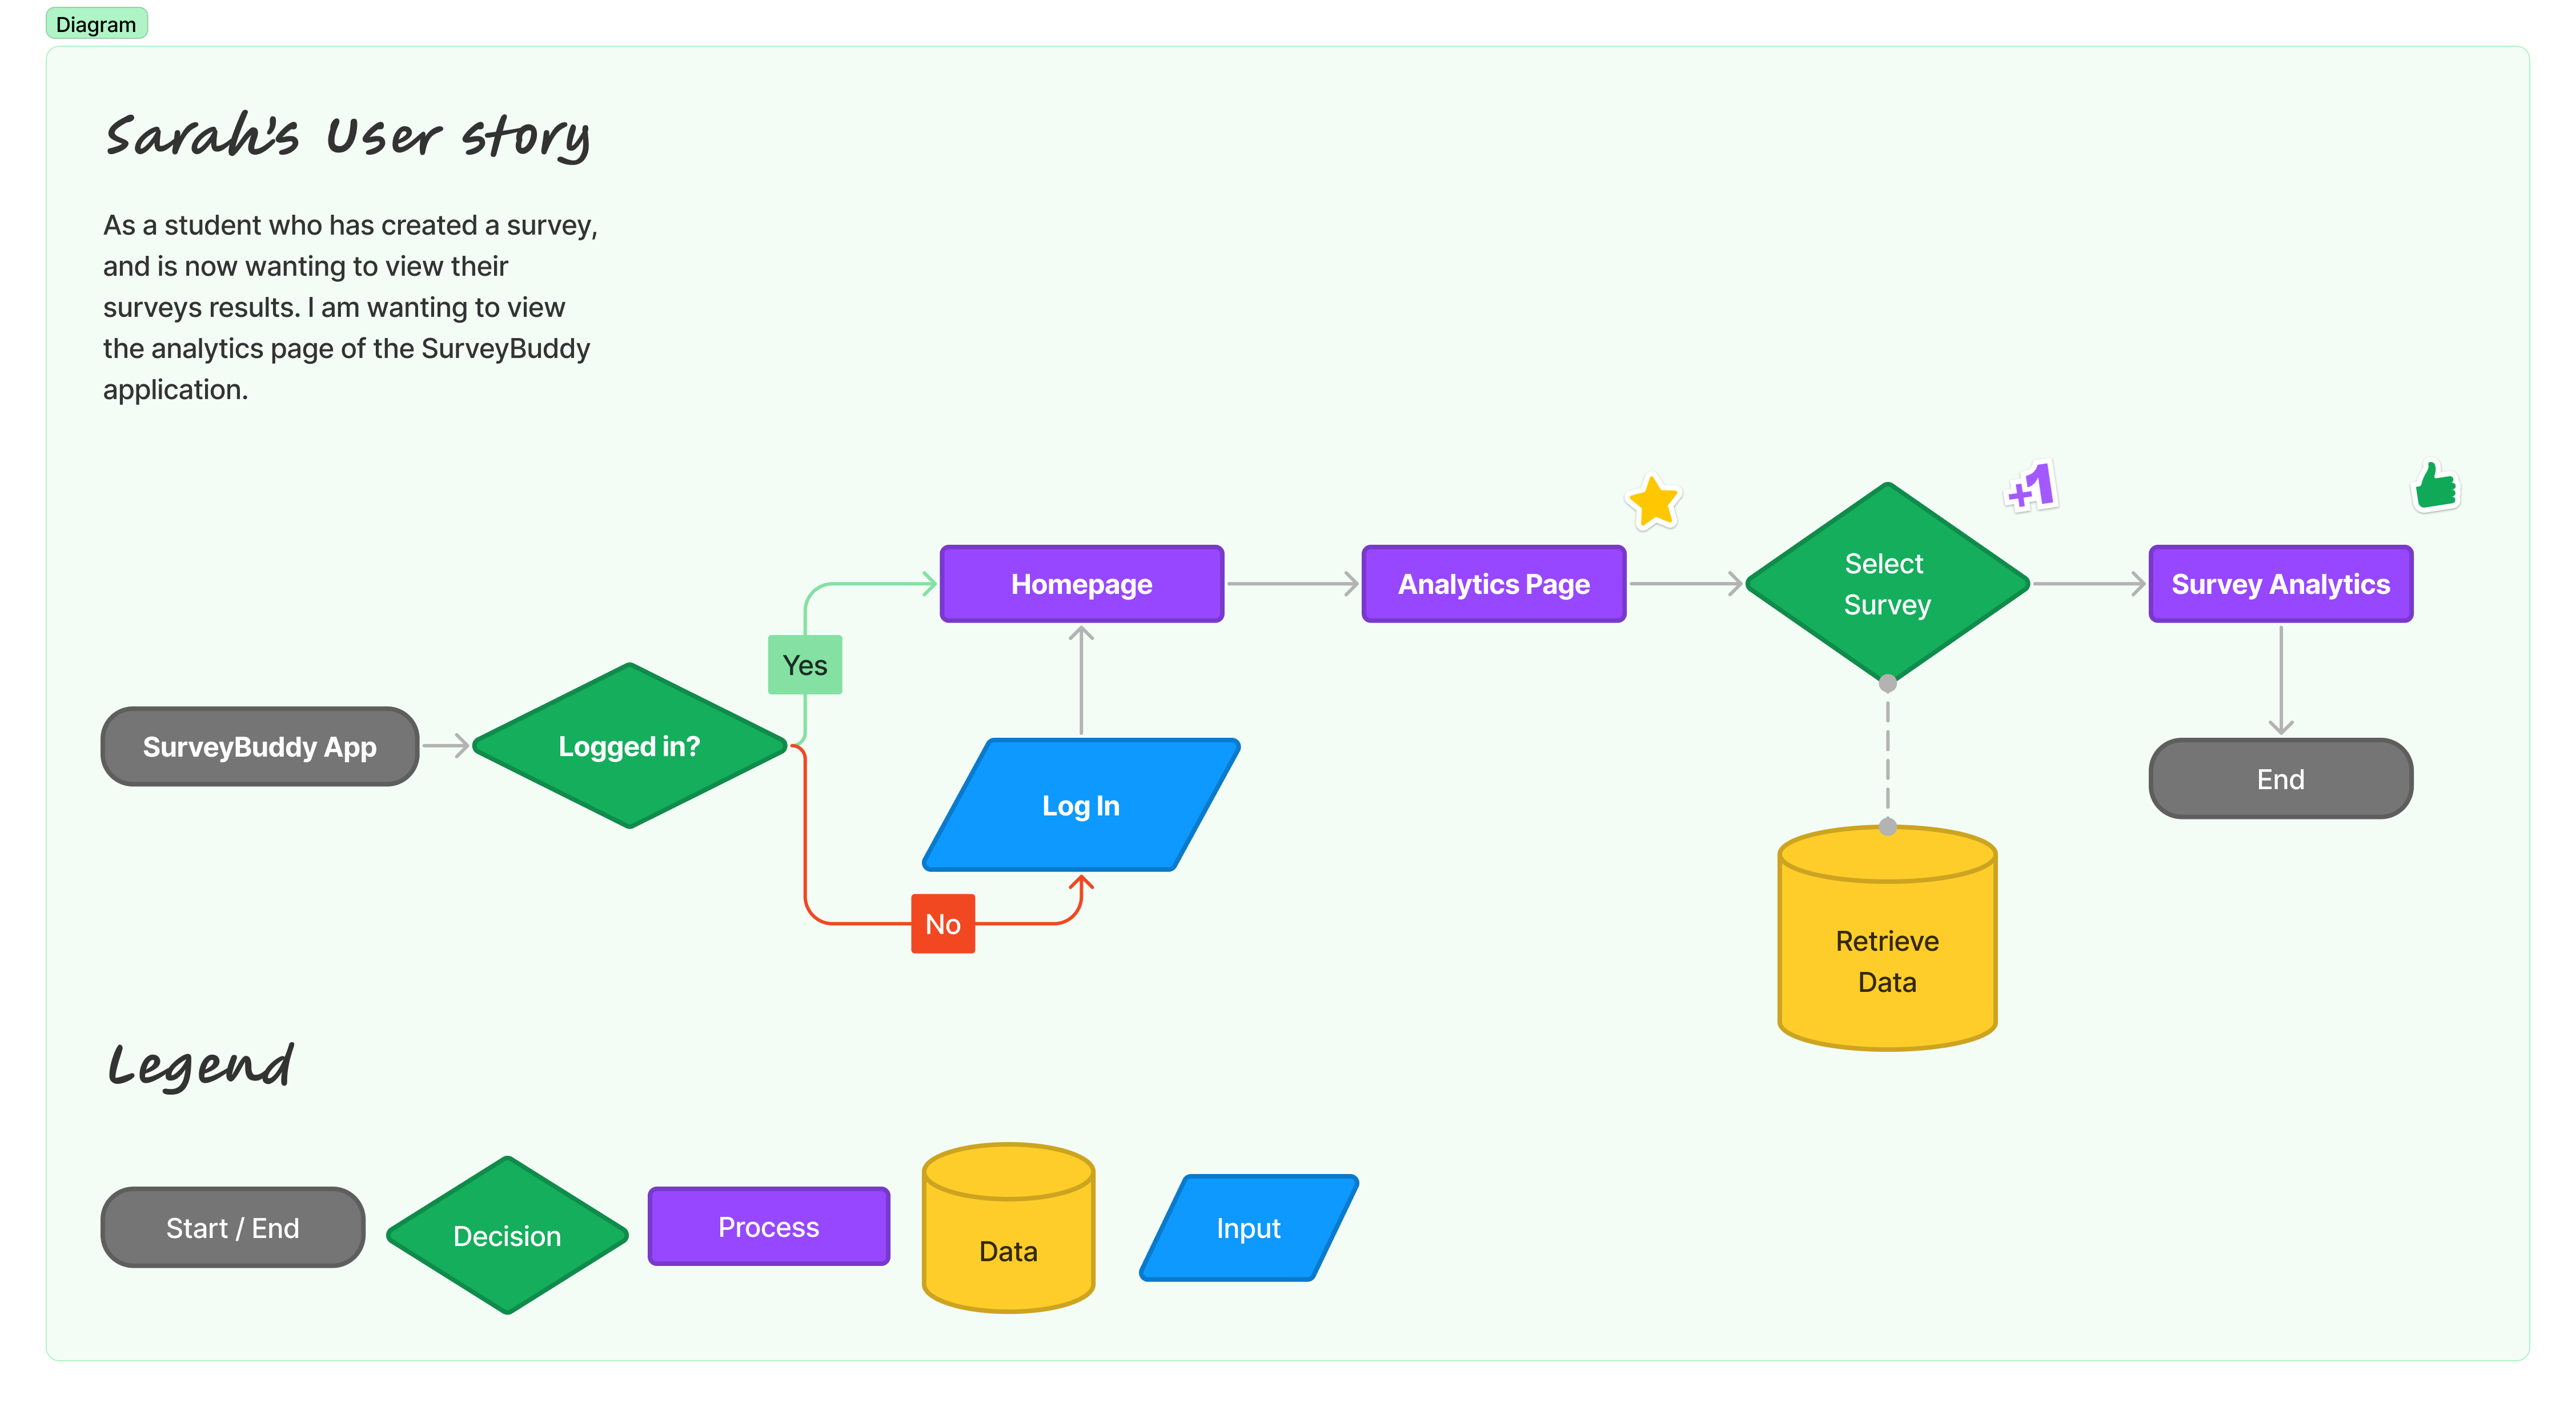 Diagram
Sarah's User story
As a student who has created a survey,
and is now wanting to view their
surveys results. I am wanting to view
the analytics page of the SurveyBuddy
application.
+1
Select
Survey
Homepage
Analytics Page
Survey Analytics
Yes
SurveyBuddy App
Logged in?
Log In
End
No
Retrieve
Data
Legend
Start / End
Decision
Process
Data
Input